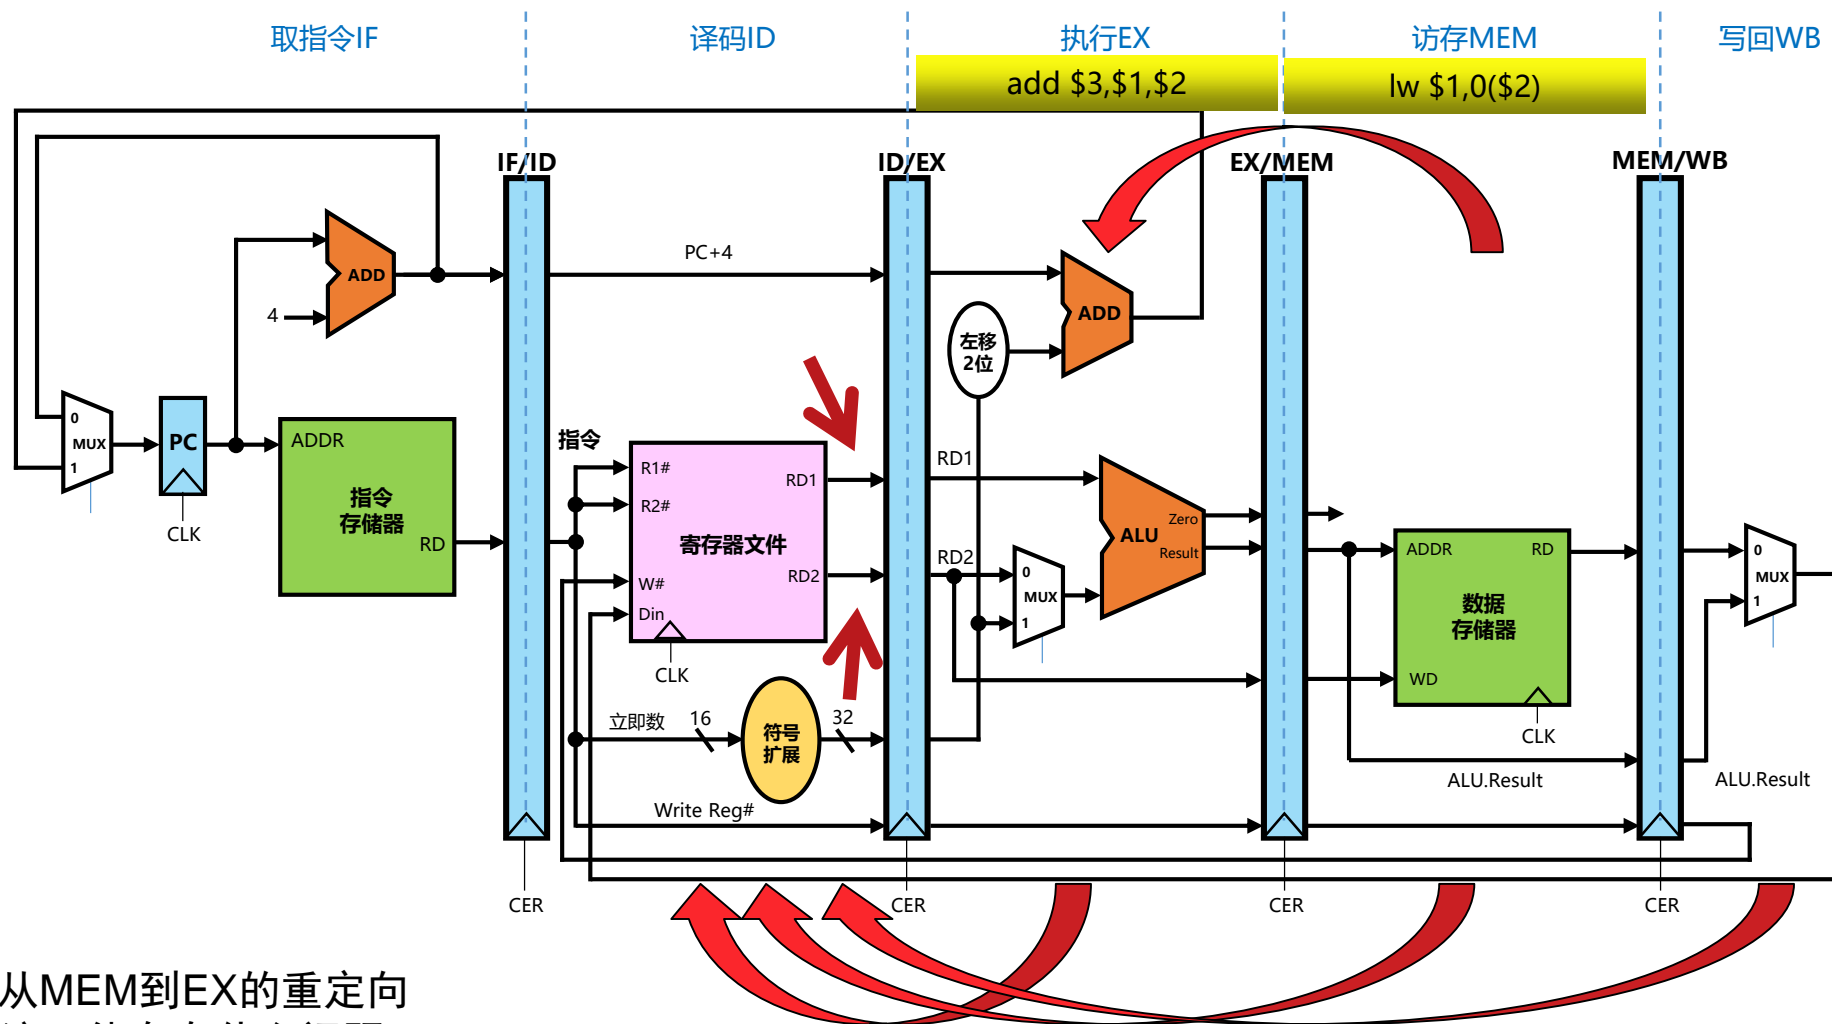 取指令IF
译码ID
执行EX
访存MEM
写回WB
add $3,$1,$2
lw $1,0($2)
IF/ID
ID/EX
EX/MEM
MEM/WB
ADD
4
PC+4
ADD
左移
2位
0
MUX
1
PC
CLK
ADDR
指令
存储器
RD
指令
R1#
R2#
W#
Din
RD1
RD2
寄存器文件
CLK
立即数
16
符号
扩展
32
Write Reg#
RD1
RD2
0
MUX
1
ALU
Zero
Result
ADDR
RD
数据
存储器
WD
CLK
ALU.Result
0
MUX
1
ALU.Result
CER
CER
CER
CER
从MEM到EX的重定向